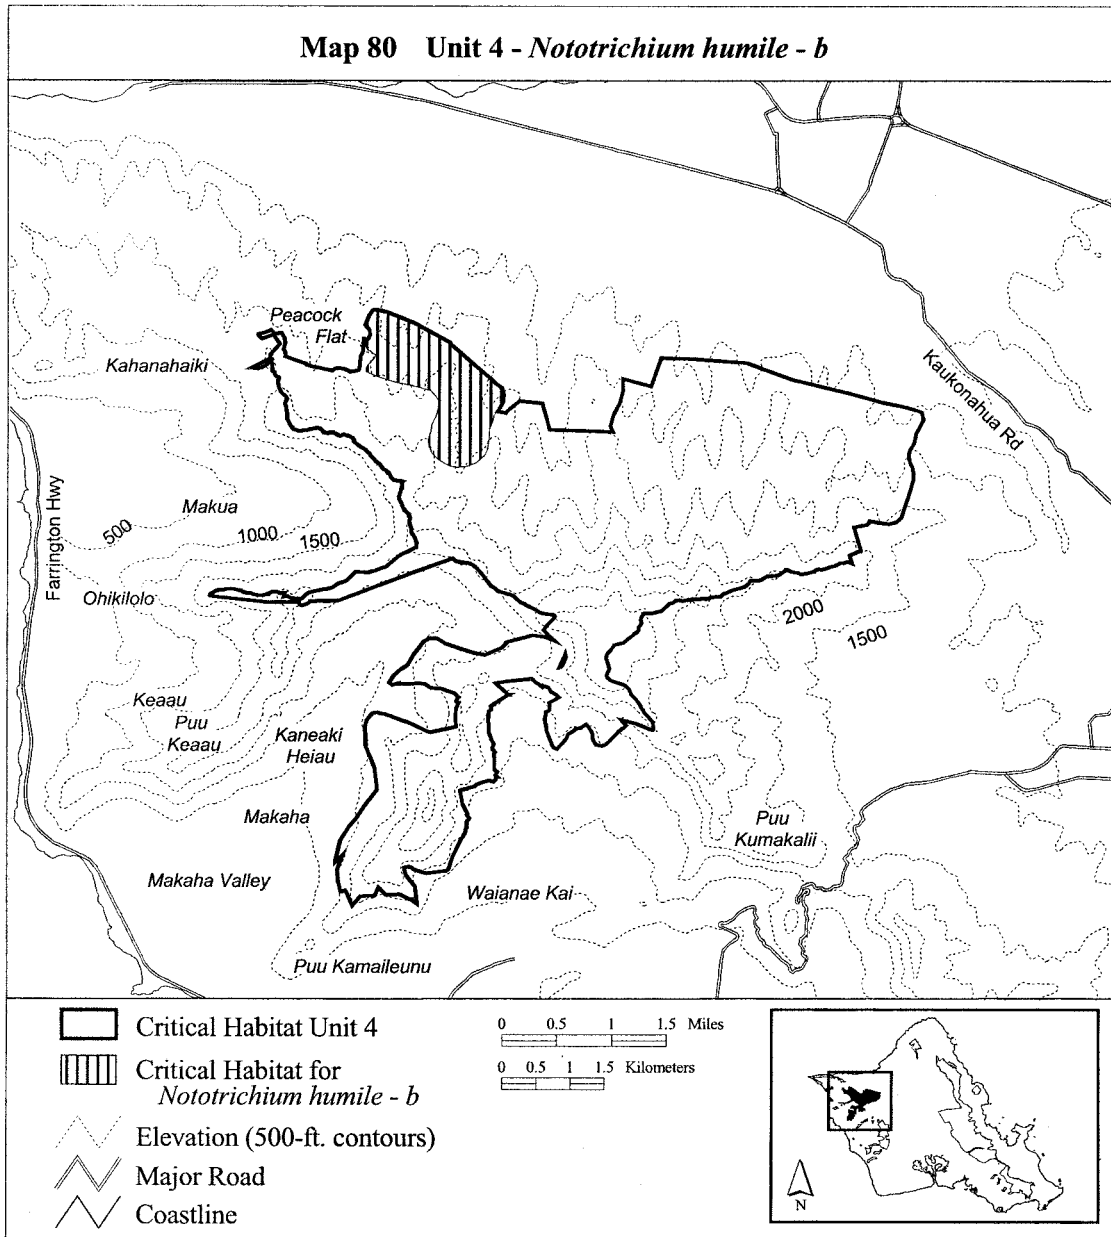 Map 80 Unit 4 - Nototrichium humile - b
Peacock
Flat
Kahanahaiki
Kaukonahua Rd
Farrington Hwy
Makua
500
1000
1500
Ohikilolo
2000
1500
Keaau
Puu
Keaau
Kaneaki
Heiau
Makaha
Puu
Kumakalii
Makaha Valley
Waianae Kai
Puu Kamaileunu
Critical Habitat Unit 4
Critical Habitat for
Nototrichium humile - b
Elevation (500-ft. contours)
Major Road
Coastline
0 0.5 1 1.5 Miles
0 0.5 1 1.5 Kilometers
N